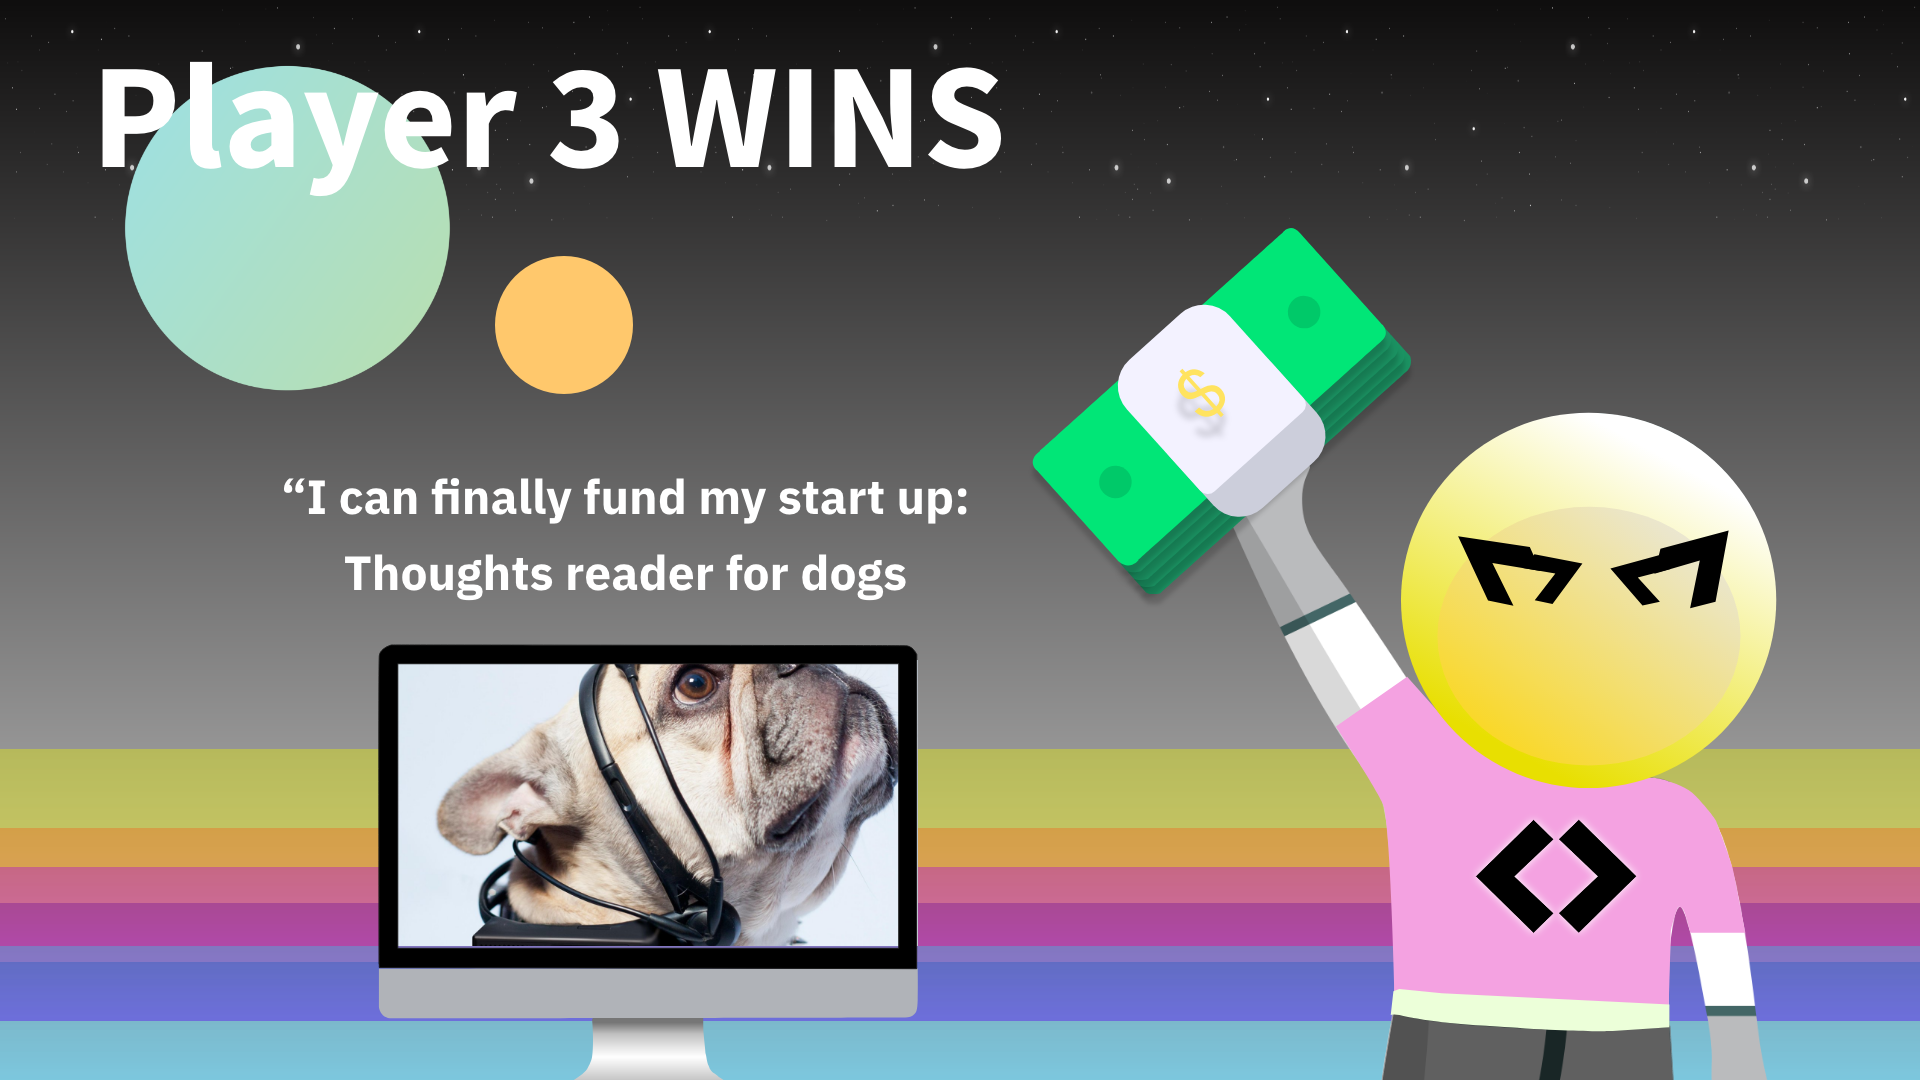 Player 3 WINS
$
“I can finally fund my start up:
Thoughts reader for dogs